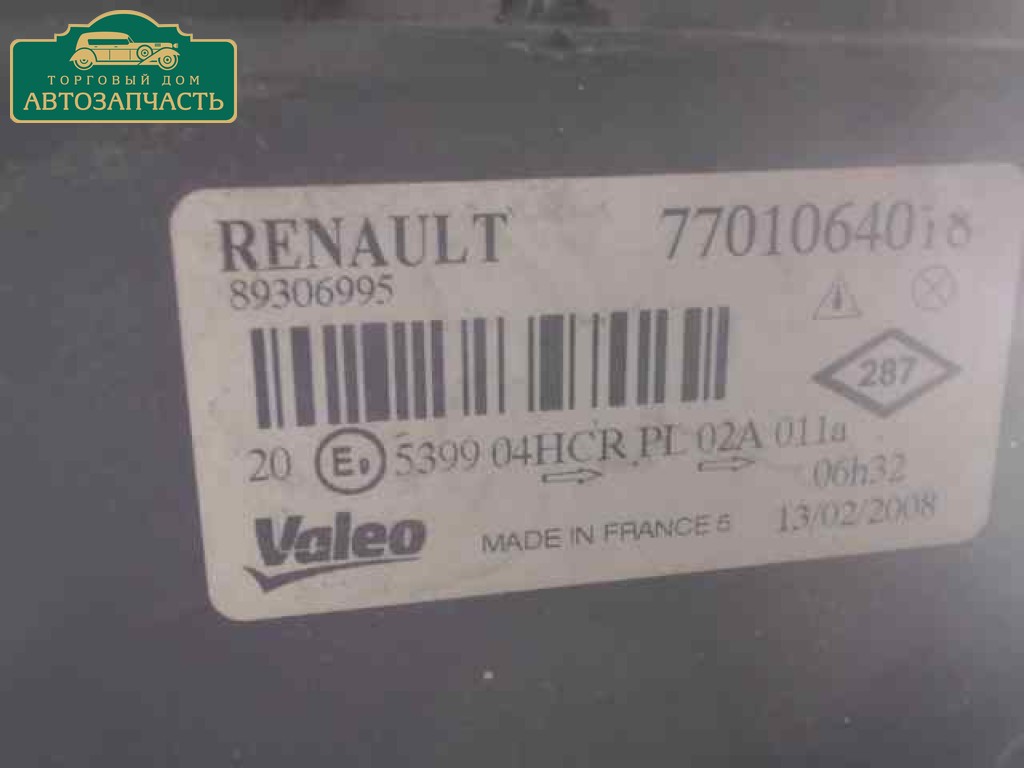 ТОРГОВЫЙ ДОМ
АВТОЗАПЧАСТЬ
RENAULT 7701064018
89306995
287
20 E 5399 04HCR PL 02A 011a
06h32
Valeo MADE IN FRANCE 5 13/02/2008